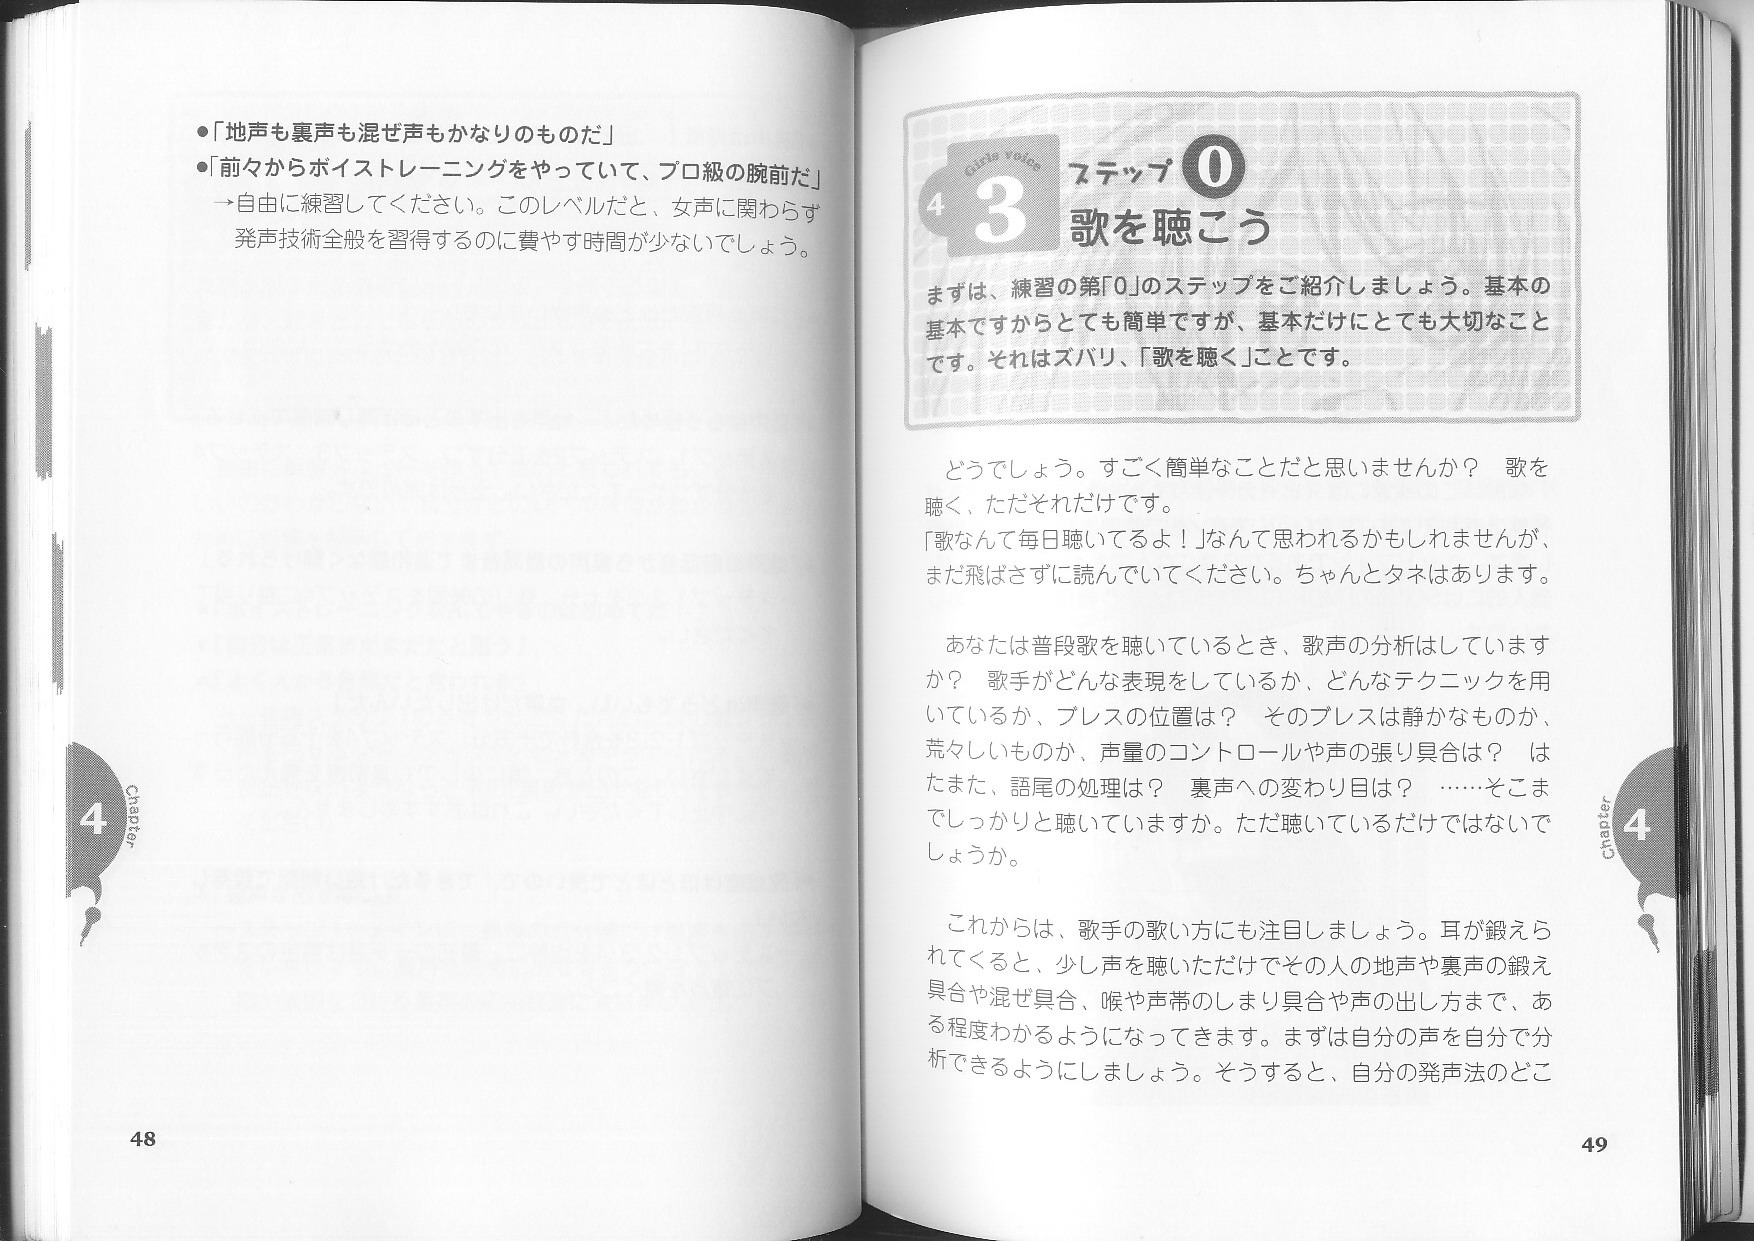 ●「地声も裏声も混ぜ声もかなりのものだ」
●「前々からボイストレーニングをやっていて、プロ級の腕前だ」
→自由に練習してください。このレベルだと、女声に関わらず
発声技術全般を習得するのに費やす時間が少ないでしょう。
4
Chapter
48
Girls voice
4
3
ステップ0
歌を聴こう
まずは、練習の第「0」のステップをご紹介しましょう。基本の
基本ですからとても簡単ですが、基本だけにとても大切なこと
です。それはズバリ、「歌を聴く」ことです。
どうでしょう。すごく簡単なことだと思いませんか？　歌を
聴く、ただそれだけです。
「歌なんて毎日聴いてるよ！」なんて思われるかもしれませんが、
まだ飛ばさずに読んでいてください。ちゃんとタネはあります。
あなたは普段歌を聴いているとき、歌声の分析はしています
か？　歌手がどんな表現をしているか、どんなテクニックを用
いているか、ブレスの位置は？　そのブレスは静かなものか、
荒々しいものか、声量のコントロールや声の張り具合は？　は
たまた、語尾の処理は？　裏声への変わり目は？　……そこま
でしっかりと聴いていますか。ただ聴いているだけではないで
しょうか。
これからは、歌手の歌い方にも注目しましょう。耳が鍛えら
れてくると、少し声を聴いただけでその人の地声や裏声の鍛え
具合や混ぜ具合、喉や声帯のしまり具合や声の出し方まで、あ
る程度わかるようになってきます。まずは自分の声を自分で分
析できるようにしましょう。そうすると、自分の発声法のどこ
Chapter
4
49